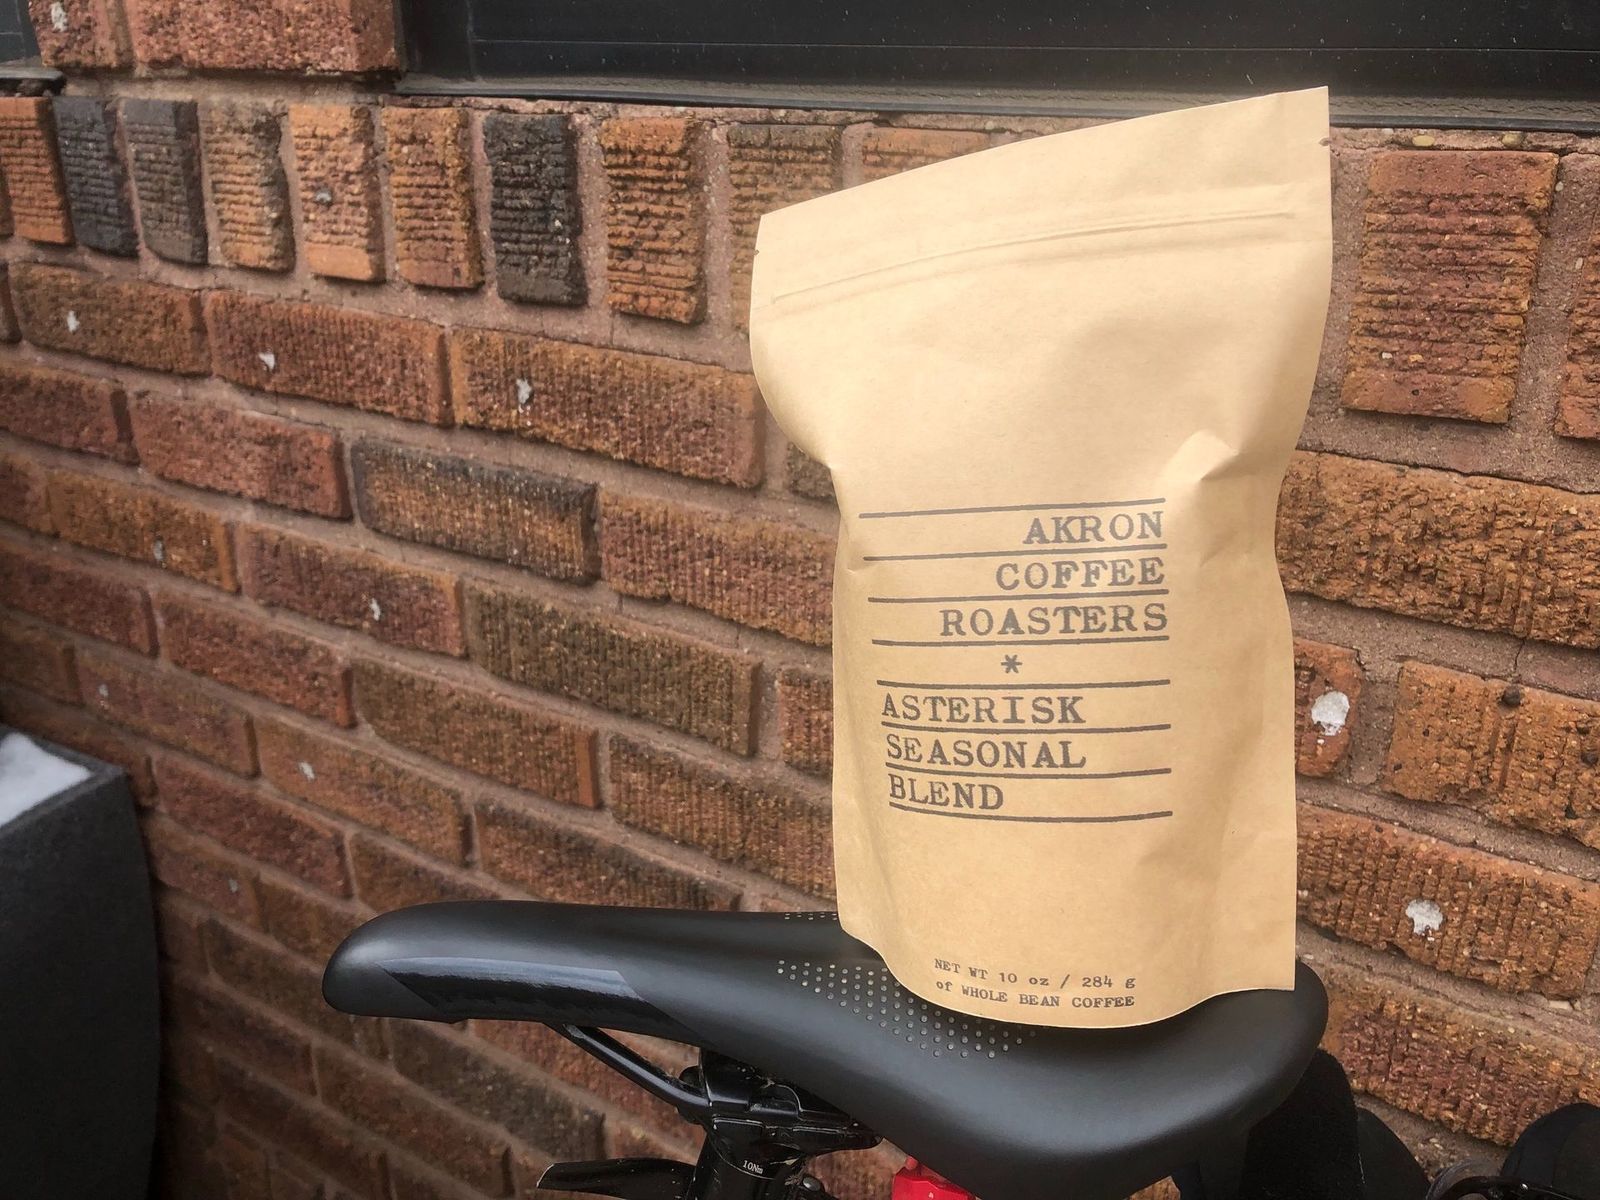 AKRON
COFFEE
ROASTERS
*
ASTERISK
SEASONAL
BLEND
NET WT 10 oz / 284 g
of WHOLE BEAN COFFEE
10Nm